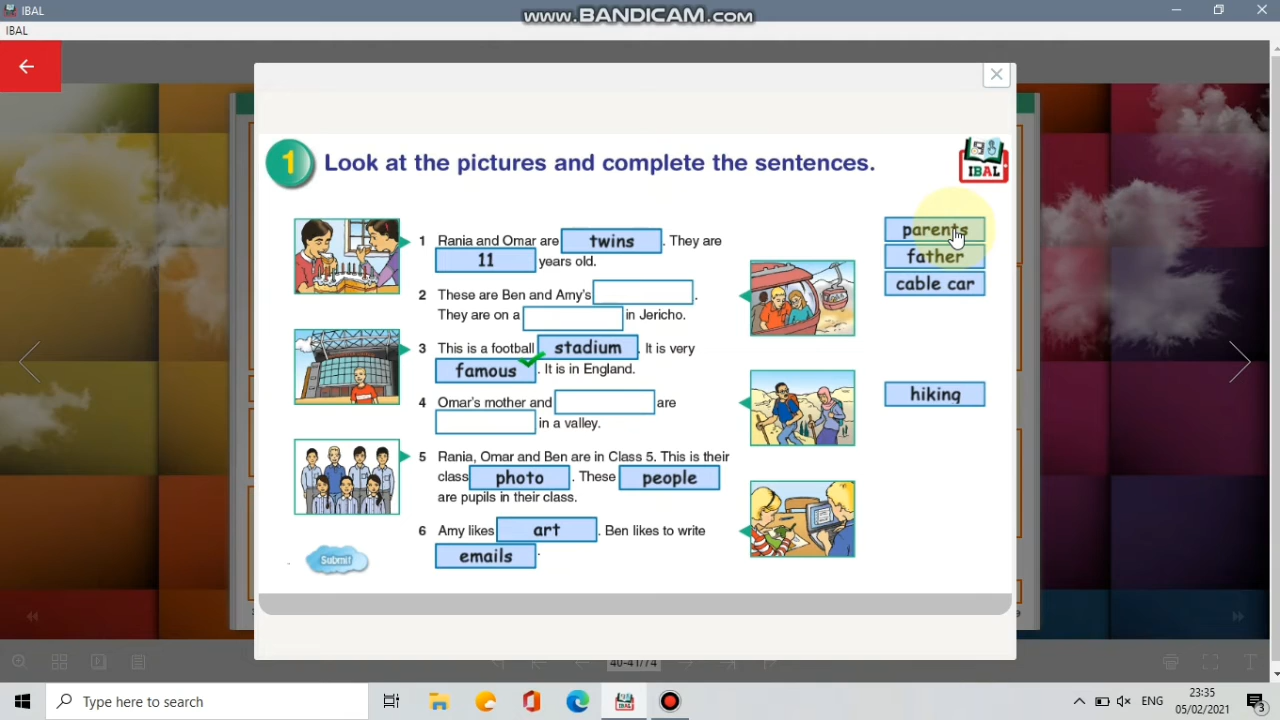 IBAL
www.BANDICAM.com
IBAL
1 Look at the pictures and complete the sentences.
IBAL
1 Rania and Omar are twins. They are
11 years old.
2 These are Ben and Amy's .
They are on a in Jericho.
3 This is a football stadium. It is very
famous. It is in England.
4 Omar's mother and are
in a valley.
5 Rania, Omar and Ben are in Class 5. This is their
class photo. These people
are pupils in their class.
6 Amy likes art. Ben likes to write
emails.
parents
father
cable car
hiking
Submit
40-41/74
Type here to search
ENG
23:35
05/02/2021
3